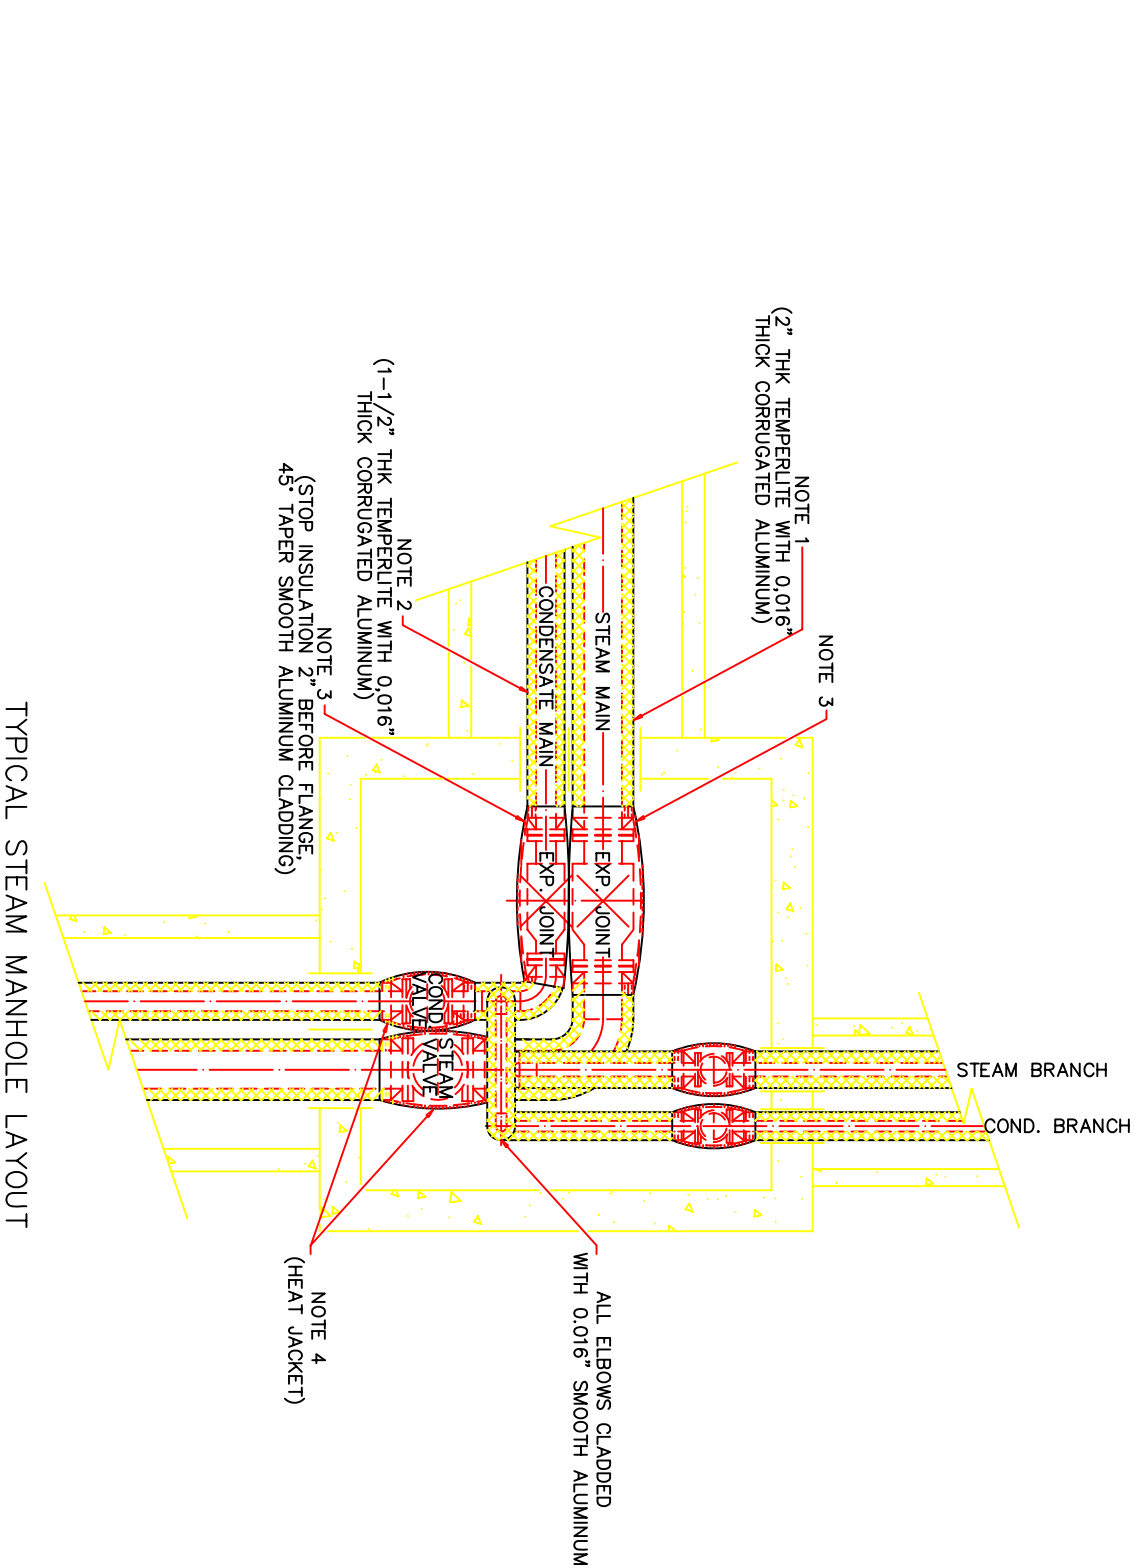 NOTE 1
(2" THK TEMPERLITE WITH 0,016"
THICK CORRUGATED ALUMINUM)
NOTE 3
NOTE 2
(1-1/2" THK TEMPERLITE WITH 0,016"
THICK CORRUGATED ALUMINUM)
NOTE 3
(STOP INSULATION 2" BEFORE FLANGE,
45° TAPER SMOOTH ALUMINUM CLADDING)
STEAM MAIN
CONDENSATE MAIN
EXP. JOINT
EXP. JOINT
COND.
VALVE
STEAM
VALVE
STEAM BRANCH
COND. BRANCH
ALL ELBOWS CLADDED
WITH 0.016" SMOOTH ALUMINUM
NOTE 4
(HEAT JACKET)
TYPICAL STEAM MANHOLE LAYOUT